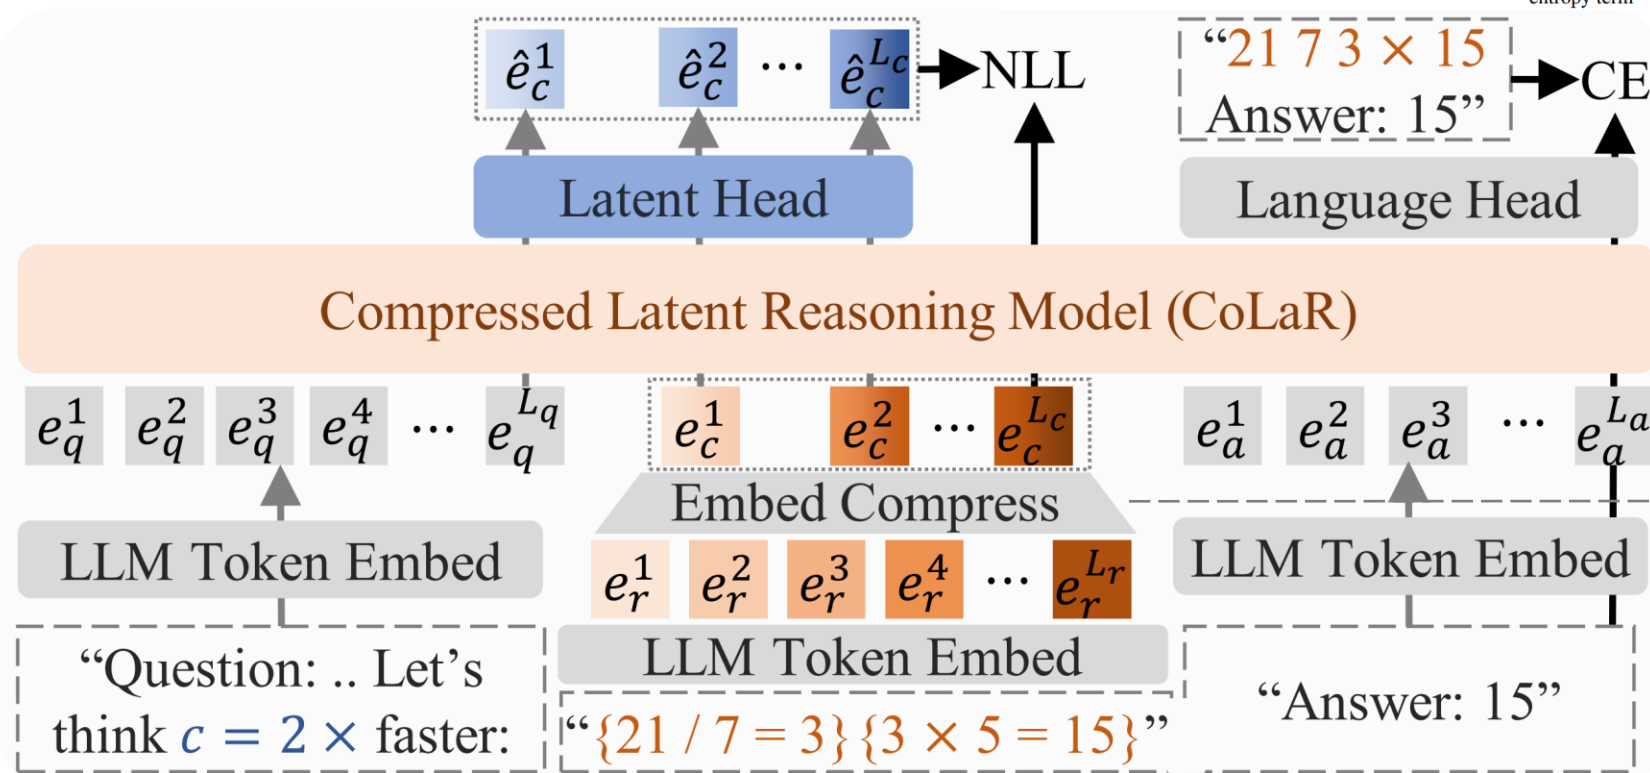 entropy term
ê_c^1 ê_c^2 ··· ê_c^{L_c} NLL
“21 7 3 × 15
Answer: 15” CE
Latent Head
Language Head
Compressed Latent Reasoning Model (CoLaR)
e_q^1 e_q^2 e_q^3 e_q^4 ··· e_q^{L_q}
e_c^1 e_c^2 ··· e_c^{L_c}
e_a^1 e_a^2 e_a^3 ··· e_a^{L_a}
Embed Compress
LLM Token Embed
e_r^1 e_r^2 e_r^3 e_r^4 ··· e_r^{L_r}
LLM Token Embed
LLM Token Embed
“Question: .. Let’s
think c = 2 × faster:
“{21 / 7 = 3}{3 × 5 = 15}”
“Answer: 15”